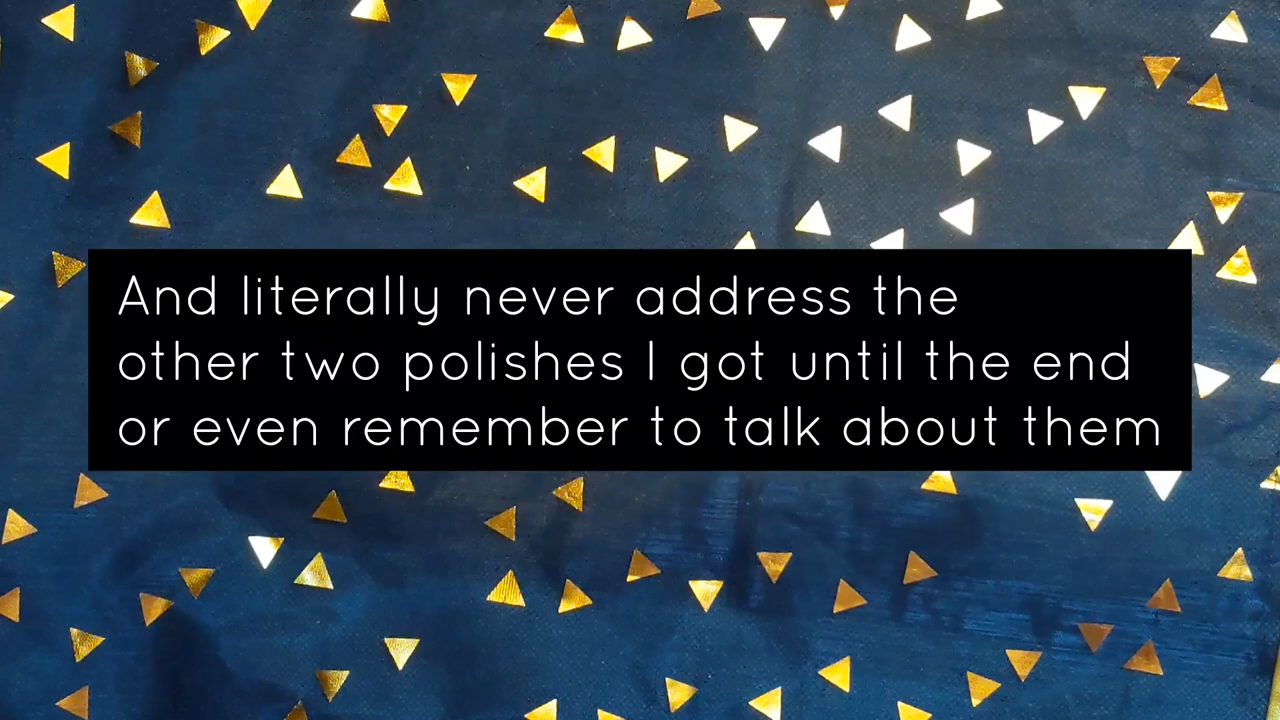 And literally never address the
other two polishes I got until the end
or even remember to talk about them